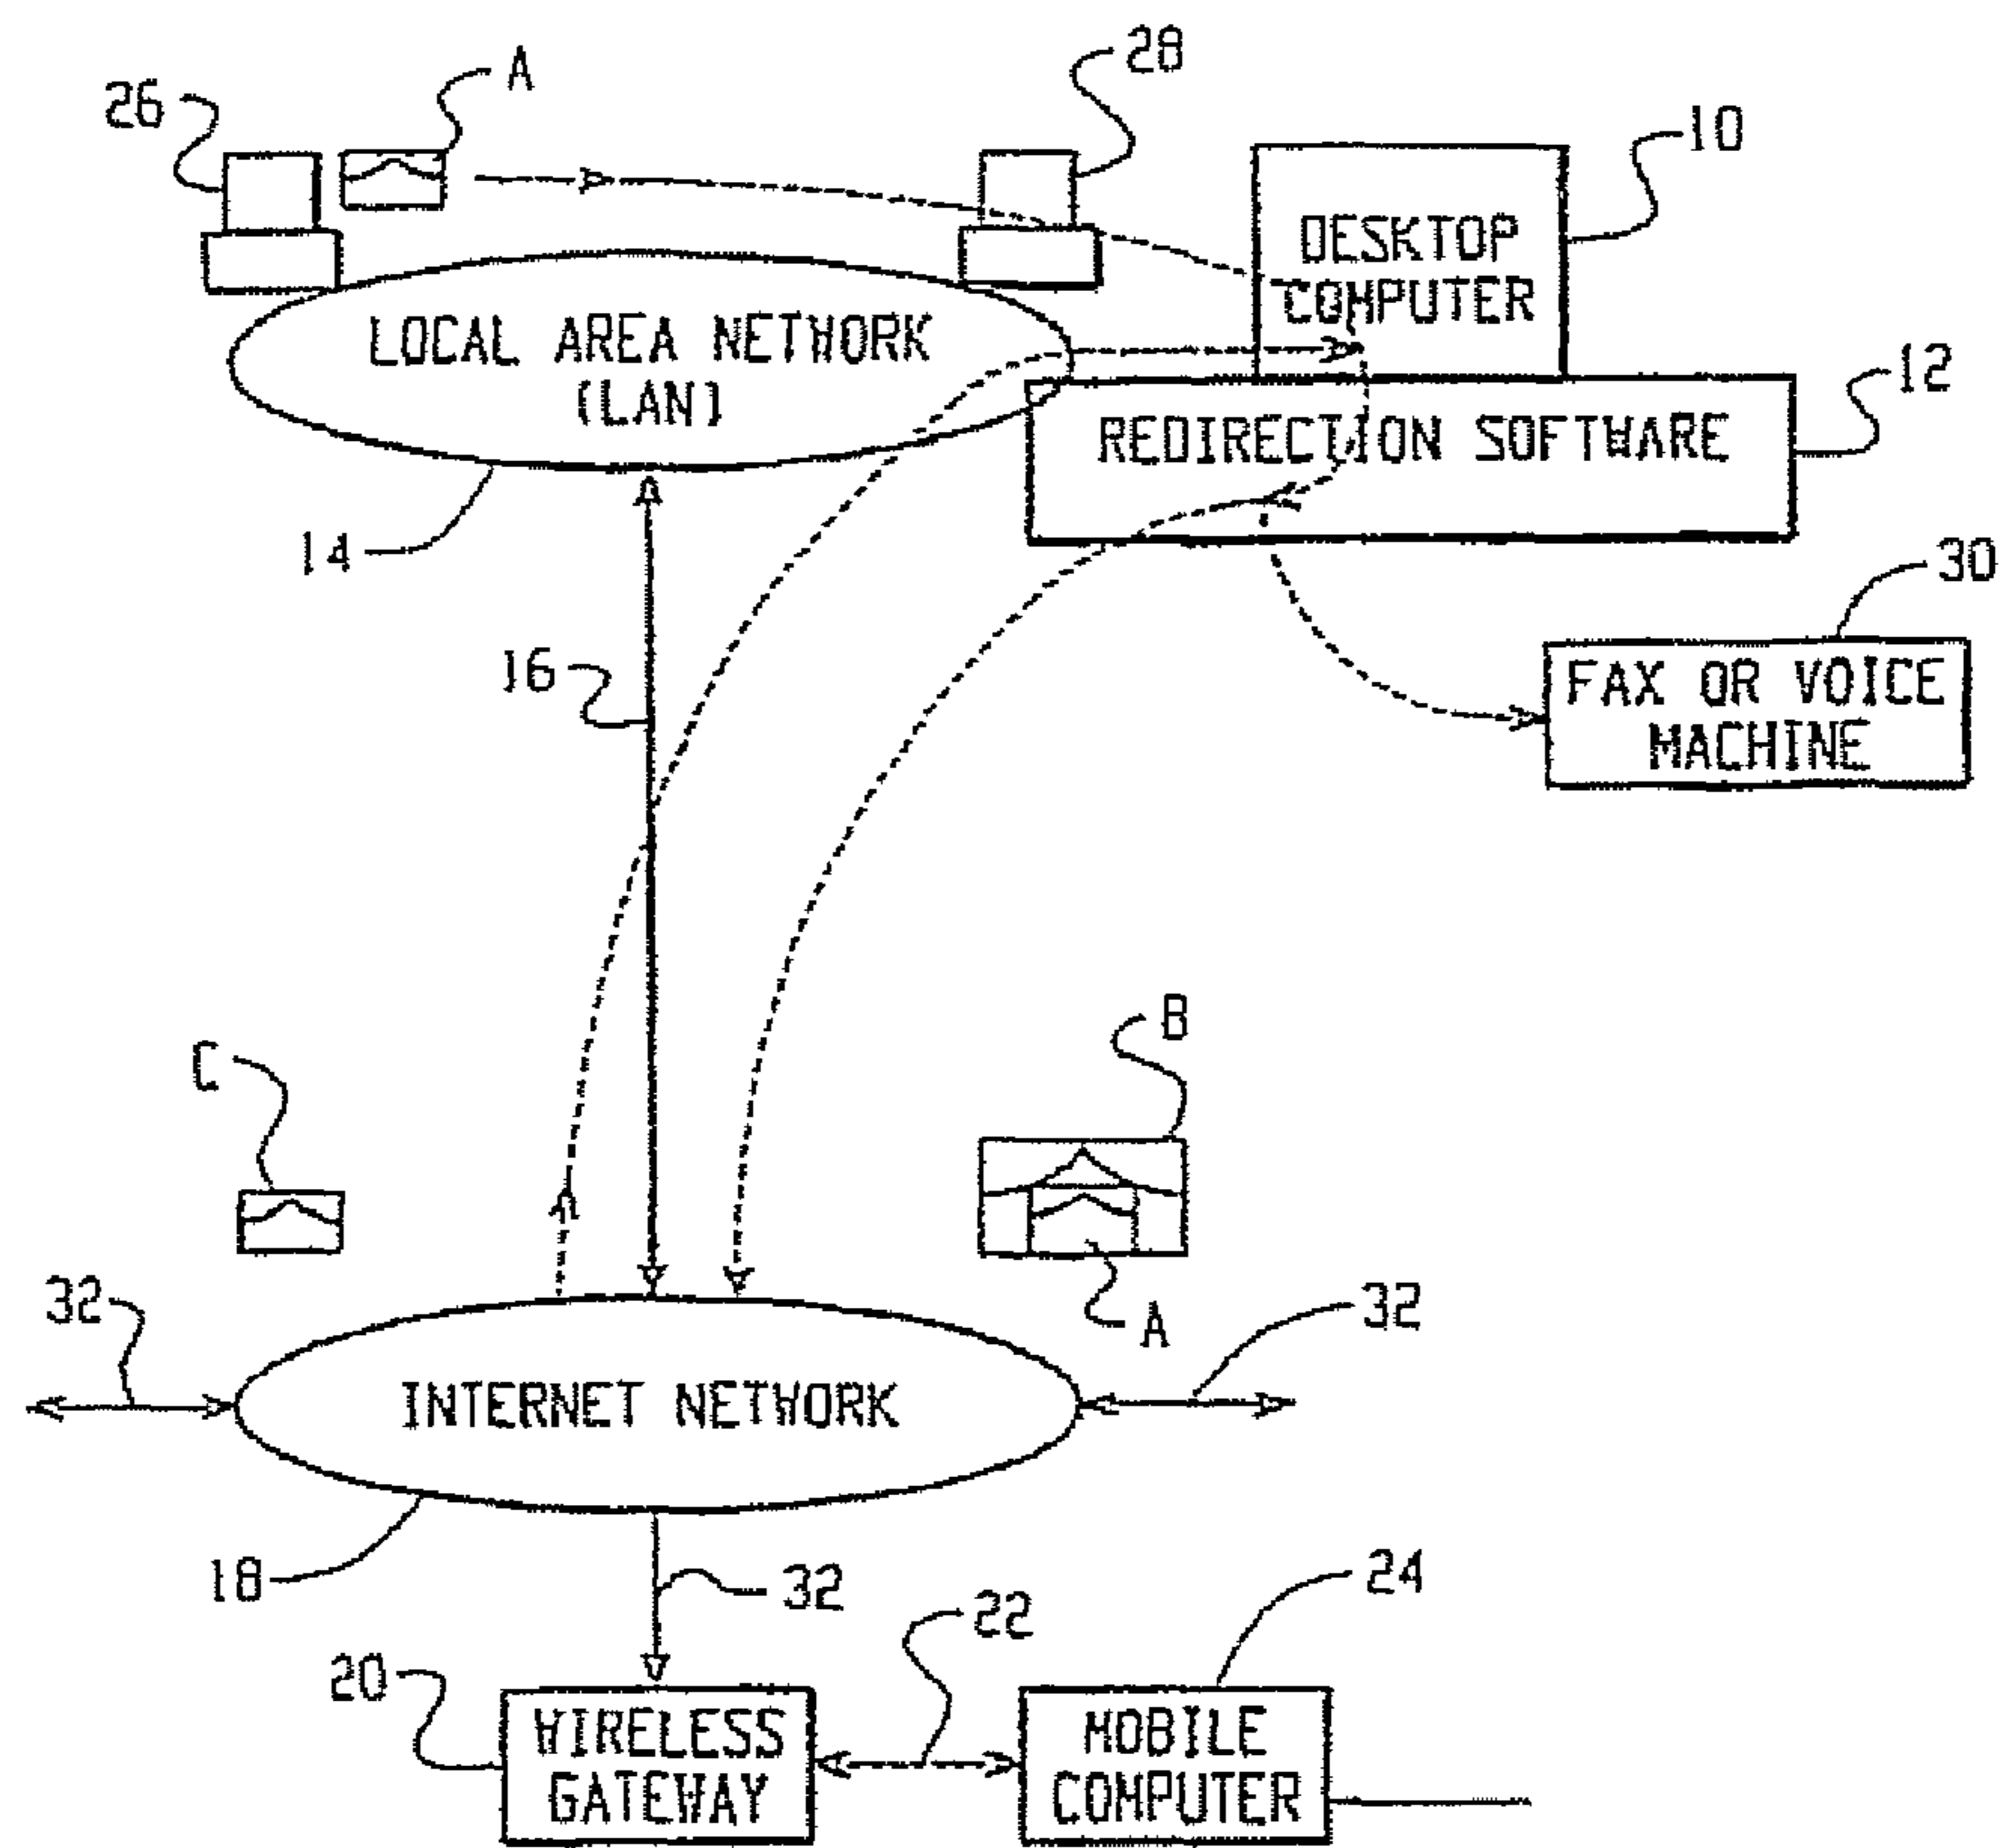 26
A
28
10
DESKTOP
COMPUTER
LOCAL AREA NETWORK
(LAN)
12
REDIRECTION SOFTWARE
14
30
16
FAX OR VOICE
MACHINE
B
C
A
32
32
INTERNET NETWORK
18
32
24
22
20
WIRELESS
GATEWAY
MOBILE
COMPUTER